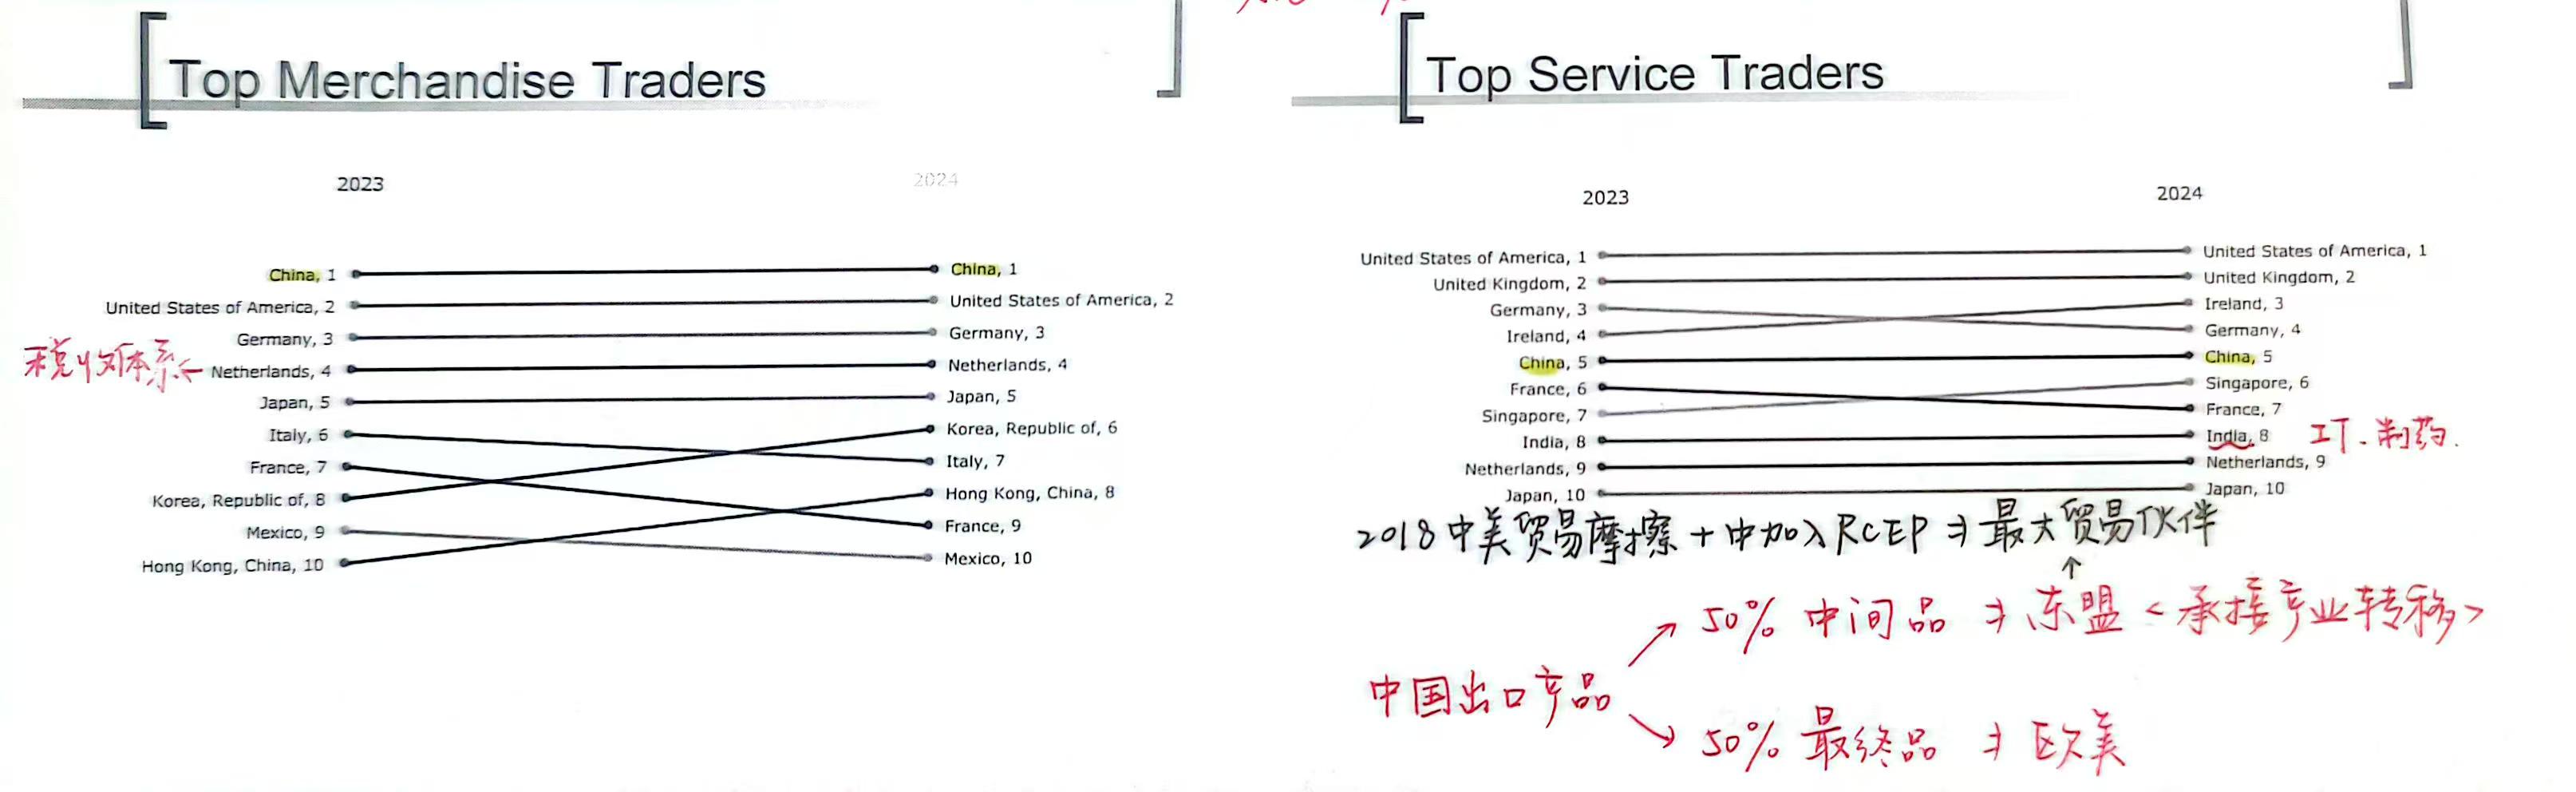 Top Merchandise Traders
2023 2024
China, 1 China, 1
United States of America, 2 United States of America, 2
Germany, 3 Germany, 3
税收体系← Netherlands, 4 Netherlands, 4
Japan, 5 Japan, 5
Italy, 6 Korea, Republic of, 6
France, 7 Italy, 7
Korea, Republic of, 8 Hong Kong, China, 8
Mexico, 9 France, 9
Hong Kong, China, 10 Mexico, 10
Top Service Traders
2023 2024
United States of America, 1 United States of America, 1
United Kingdom, 2 United Kingdom, 2
Germany, 3 Ireland, 3
Ireland, 4 Germany, 4
China, 5 China, 5
France, 6 Singapore, 6
Singapore, 7 France, 7
India, 8 India, 8 IT、制药.
Netherlands, 9 Netherlands, 9
Japan, 10 Japan, 10
2018中美贸易摩擦+中加入RCEP⇒最大贸易伙伴
↑
50% 中间品 ⇒ 东盟<承接产业转移>
中国出口产品
50% 最终品 ⇒ 欧美